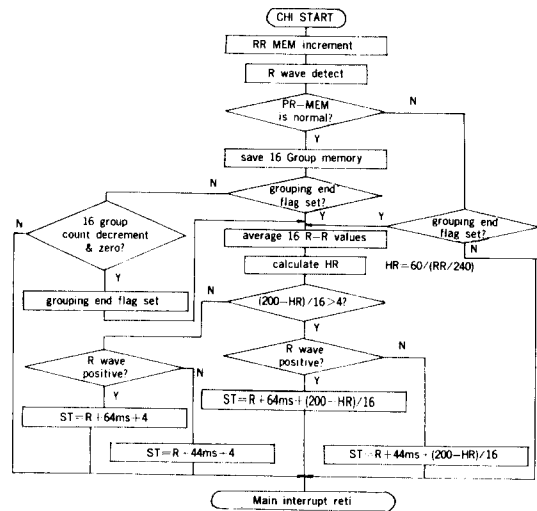 CHI START
RR MEM increment
R wave detect
PR-MEM
is normal?
N
Y
save 16 Group memory
N
grouping end
flag set?
Y
Y
N
16 group
count decrement
& zero?
Y
grouping end
flag set?
N
average 16 R-R values
calculate HR
HR=60/(RR/240)
grouping end flag set
N
(200-HR)/16>4?
Y
N
R wave
positive?
N
Y
R wave
positive?
Y
ST=R+64ms+4
ST=R+64ms+(200-HR)/16
ST=R+44ms+4
ST=R+44ms+(200-HR)/16
Main interrupt reti